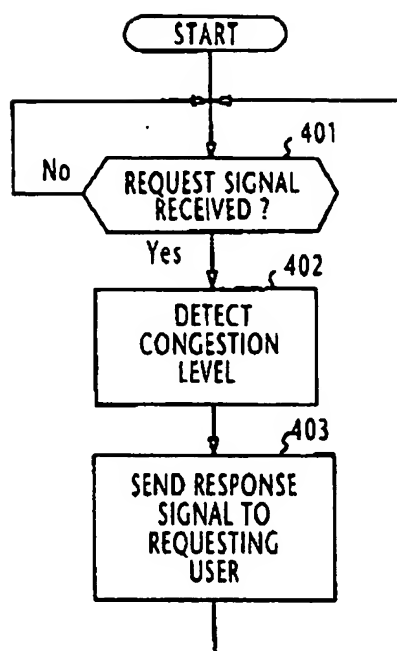 START
401
No
REQUEST SIGNAL
RECEIVED ?
Yes
402
DETECT
CONGESTION
LEVEL
403
SEND RESPONSE
SIGNAL TO
REQUESTING
USER